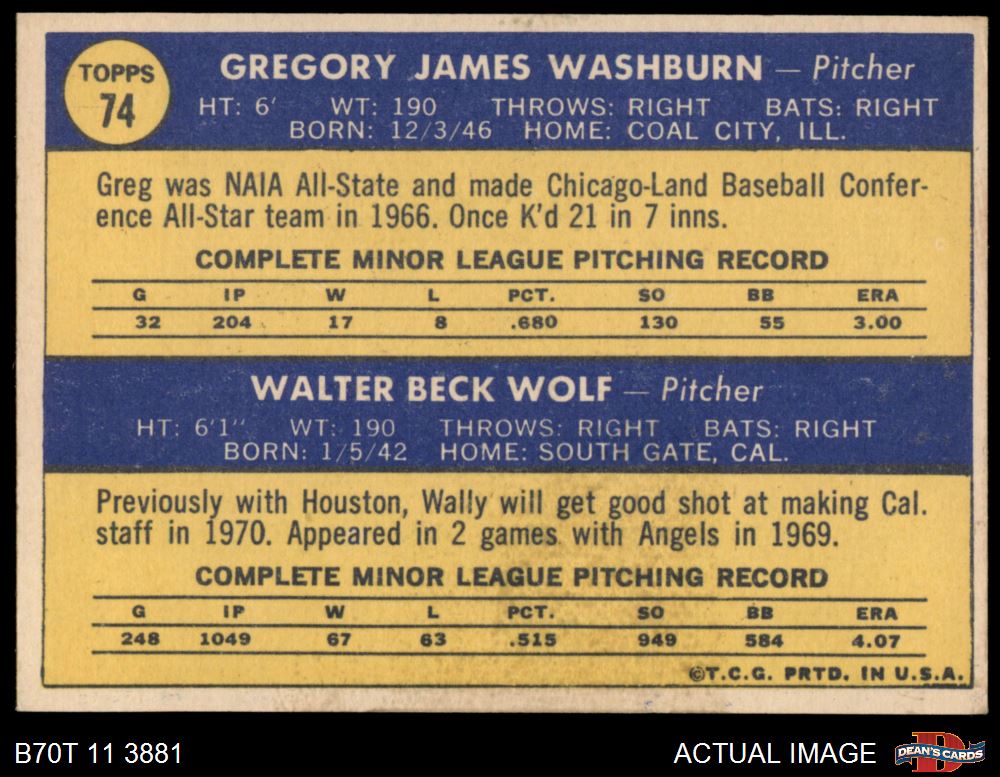 TOPPS
74
GREGORY JAMES WASHBURN — Pitcher
HT: 6' WT: 190 THROWS: RIGHT BATS: RIGHT
BORN: 12/3/46 HOME: COAL CITY, ILL.
Greg was NAIA All-State and made Chicago-Land Baseball Confer-
ence All-Star team in 1966. Once K'd 21 in 7 inns.
COMPLETE MINOR LEAGUE PITCHING RECORD
G IP W L PCT. SO BB ERA
32 204 17 8 .680 130 55 3.00
WALTER BECK WOLF — Pitcher
HT: 6'1" WT: 190 THROWS: RIGHT BATS: RIGHT
BORN: 1/5/42 HOME: SOUTH GATE, CAL.
Previously with Houston, Wally will get good shot at making Cal.
staff in 1970. Appeared in 2 games with Angels in 1969.
COMPLETE MINOR LEAGUE PITCHING RECORD
G IP W L PCT. SO BB ERA
248 1049 67 63 .515 949 584 4.07
©T.C.G. PRTD. IN U.S.A.
B70T 11 3881 ACTUAL IMAGE
D
DEAN'S CARDS